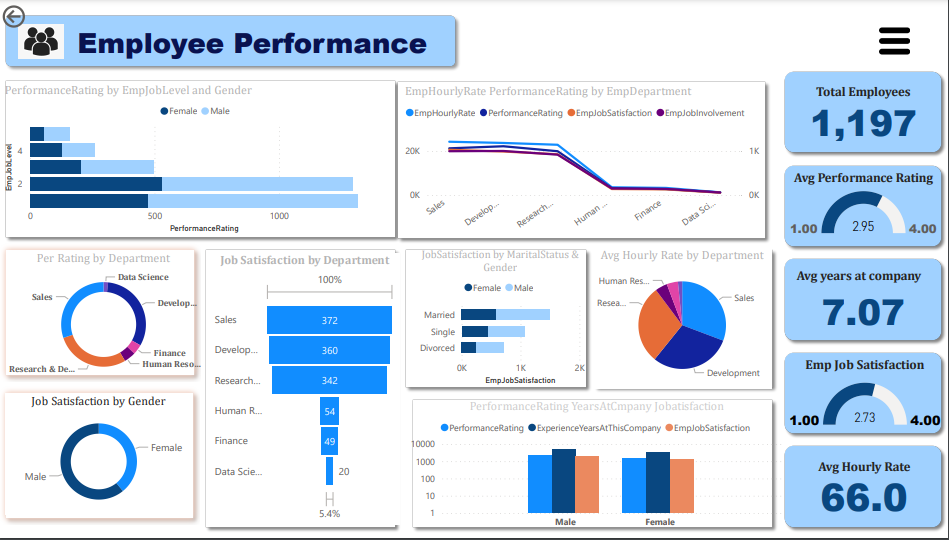 Employee Performance
PerformanceRating by EmpJobLevel and Gender
Female Male
EmpJobLevel
4
2
0 500 1000
PerformanceRating
EmpHourlyRate PerformanceRating by EmpDepartment
EmpHourlyRate PerformanceRating EmpJobSatisfaction EmpJobInvolvement
20K 1K
0K 0K
Sales Develop... Research... Human ... Finance Data Sci...
Total Employees
1,197
Avg Performance Rating
1.00 2.95 4.00
Avg years at company
7.07
Emp Job Satisfaction
1.00 2.73 4.00
Avg Hourly Rate
66.0
Per Rating by Department
Data Science
Sales
Develop...
Finance
Human Reso...
Research & De...
Job Satisfaction by Gender
Female
Male
Job Satisfaction by Department
100%
Sales 372
Develop... 360
Research... 342
Human R... 54
Finance 49
Data Scie... 20
5.4%
JobSatisfaction by MaritalStatus &
Gender
Female Male
Married
Single
Divorced
0K 1K 2K
EmpJobSatisfaction
Avg Hourly Rate by Department
Human Res...
Resea...
Sales
Development
PerformanceRating YearsAtCmpany Jobatisfaction
PerformanceRating ExperienceYearsAtThisCompany EmpJobSatisfaction
10000
1000
100
10
1
Male Female